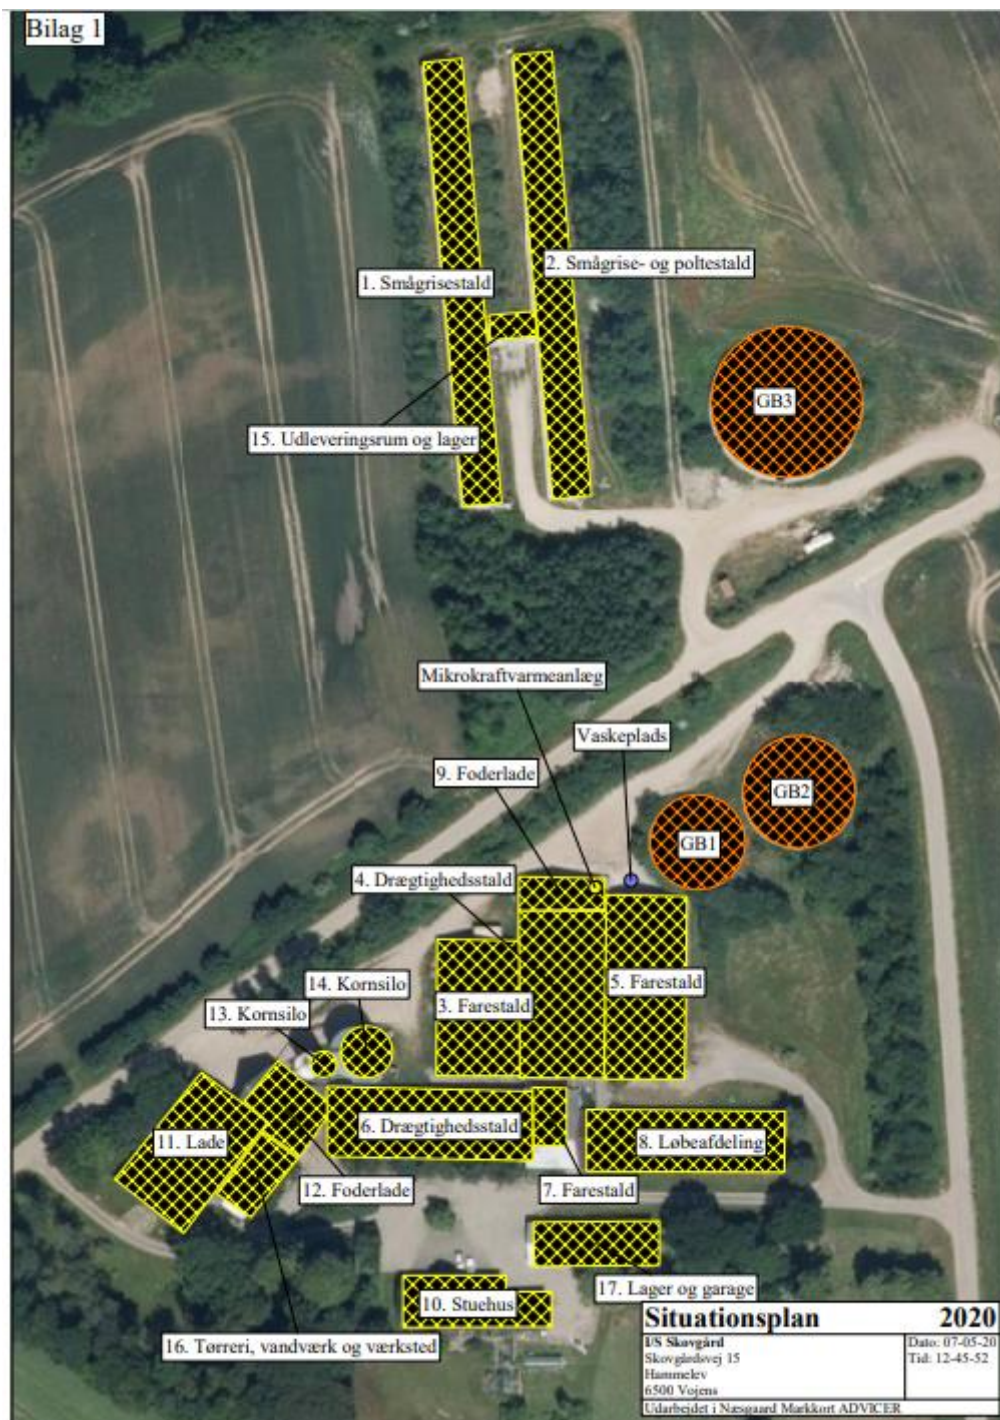 Bilag 1
2. Smågrise- og poltestald
1. Smågrisestald
GB3
15. Udleveringsrum og lager
Mikrokraftvarmeanlæg
Vaskeplads
9. Foderlade
GB2
GB1
4. Drægtighedsstald
14. Kornsilo
5. Farestald
3. Farestald
13. Kornsilo
6. Drægtighedsstald
11. Lade
8. Løbeafdeling
12. Foderlade
7. Farestald
17. Lager og garage
10. Stuehus
16. Tørreri, vandværk og værksted
Situationsplan 2020
I/S Skovgård
Skovgårdsvej 15
Hammelev
6500 Vojens
Dato: 07-05-20
Tid: 12-45-52
Udarbejdet i Næsgaard Markkort ADVICER